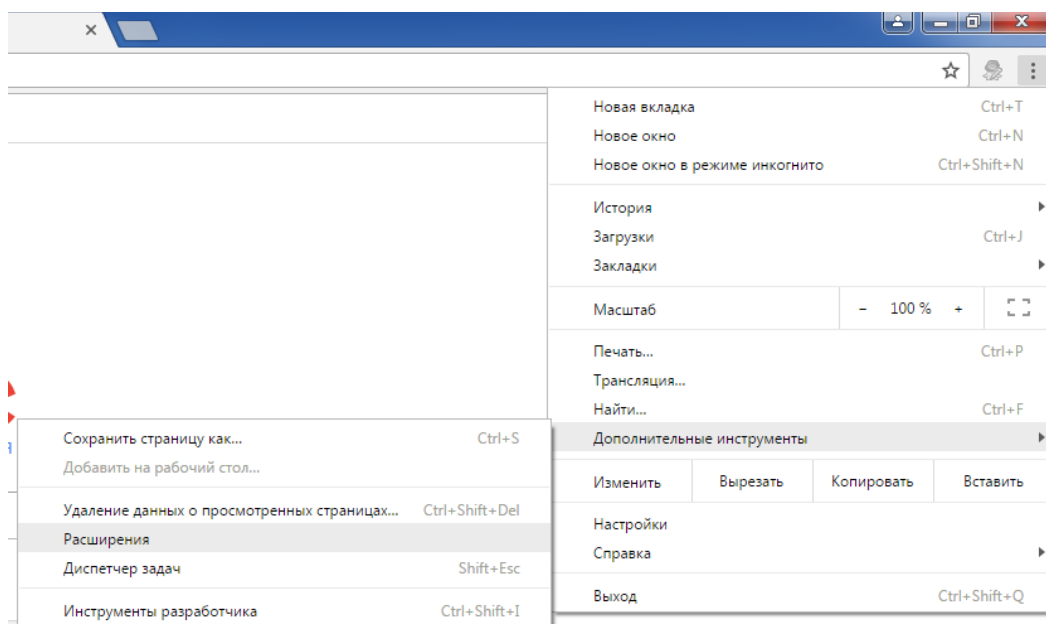 Новая вкладка Ctrl+T
Новое окно Ctrl+N
Новое окно в режиме инкогнито Ctrl+Shift+N
История
Загрузки Ctrl+J
Закладки
Масштаб - 100 % +
Печать... Ctrl+P
Трансляция...
Найти... Ctrl+F
Дополнительные инструменты
Изменить Вырезать Копировать Вставить
Настройки
Справка
Выход Ctrl+Shift+Q
я
Сохранить страницу как... Ctrl+S
Добавить на рабочий стол...
Удаление данных о просмотренных страницах... Ctrl+Shift+Del
Расширения
Диспетчер задач Shift+Esc
Инструменты разработчика Ctrl+Shift+I